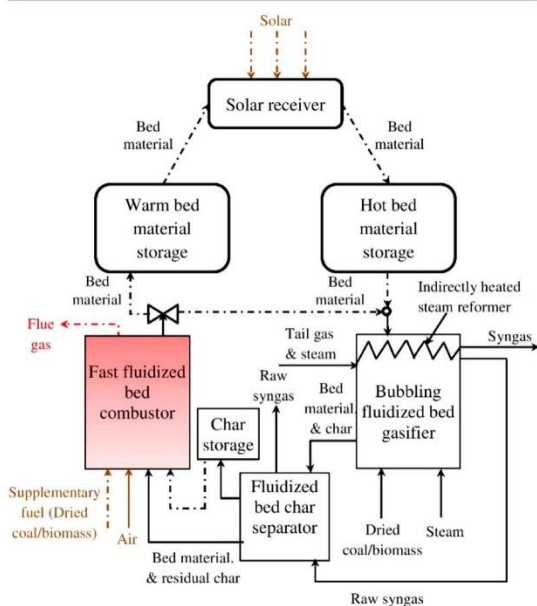 Solar
Solar receiver
Bed
material
Bed
material
Warm bed
material
storage
Hot bed
material
storage
Bed
material
Bed
material
Indirectly heated
steam reformer
Flue
gas
Tail gas
& steam
Syngas
Fast fluidized
bed
combustor
Raw
syngas
Bed
material.
& char
Bubbling
fluidized bed
gasifier
Char
storage
Fluidized
bed char
separator
Supplementary
fuel (Dried
coal/biomass)
Air
Dried
coal/biomass
Steam
Bed material.
& residual char
Raw syngas